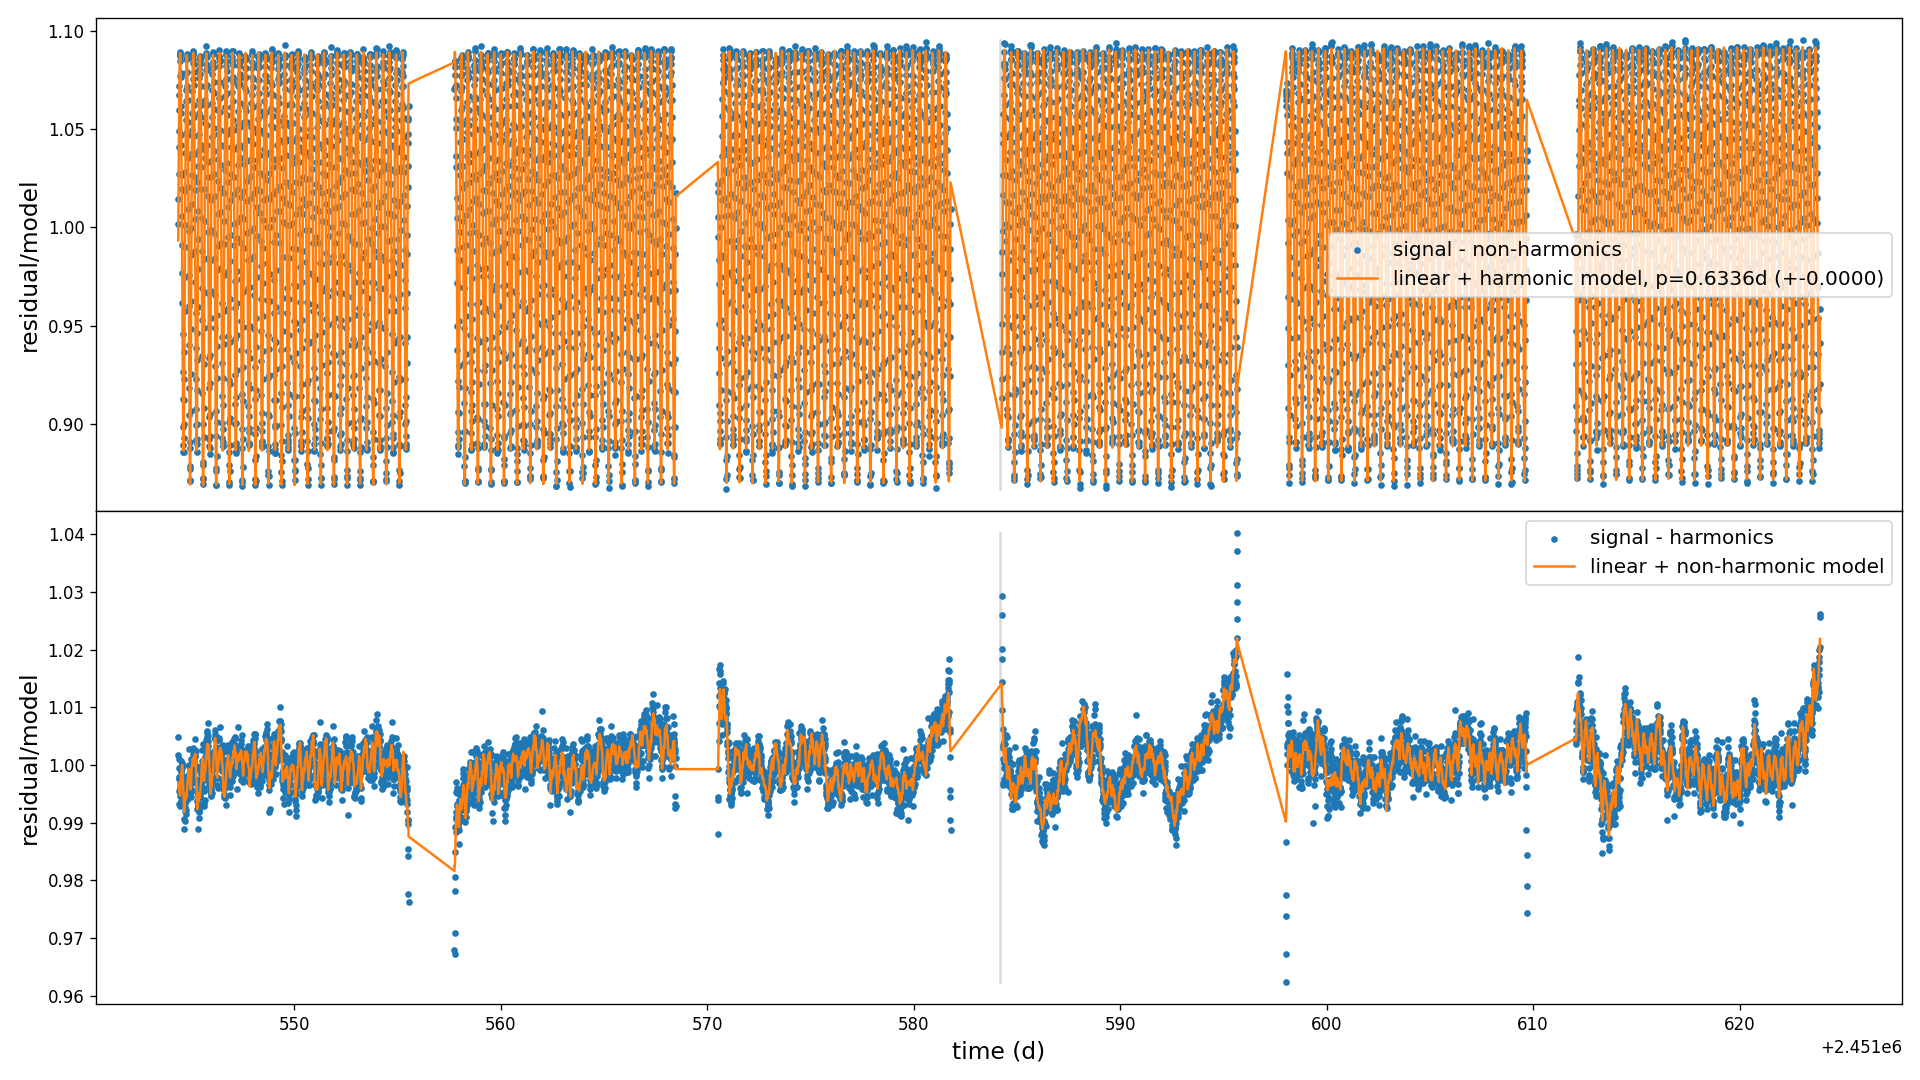 1.10
1.05
1.00
0.95
0.90
residual/model
signal - non-harmonics
linear + harmonic model, p=0.6336d (+-0.0000)
1.04
1.03
1.02
1.01
1.00
0.99
0.98
0.97
0.96
residual/model
signal - harmonics
linear + non-harmonic model
550
560
570
580
590
600
610
620
time (d)
+2.451e6